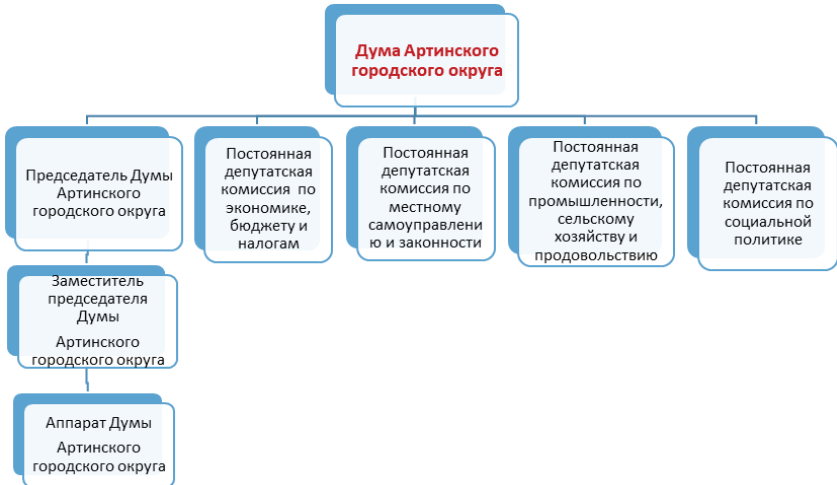 Дума Артинского
городского округа
Председатель Думы
Артинского
городского округа
Постоянная
депутатская
комиссия по
экономике,
бюджету и
налогам
Постоянная
депутатская
комиссия по
местному
самоуправлени
ю и законности
Постоянная
депутатская
комиссия по
промышленности,
сельскому
хозяйству и
продовольствию
Постоянная
депутатская
комиссия по
социальной
политике
Заместитель
председателя
Думы
Артинского
городского округа
Аппарат Думы
Артинского
городского округа